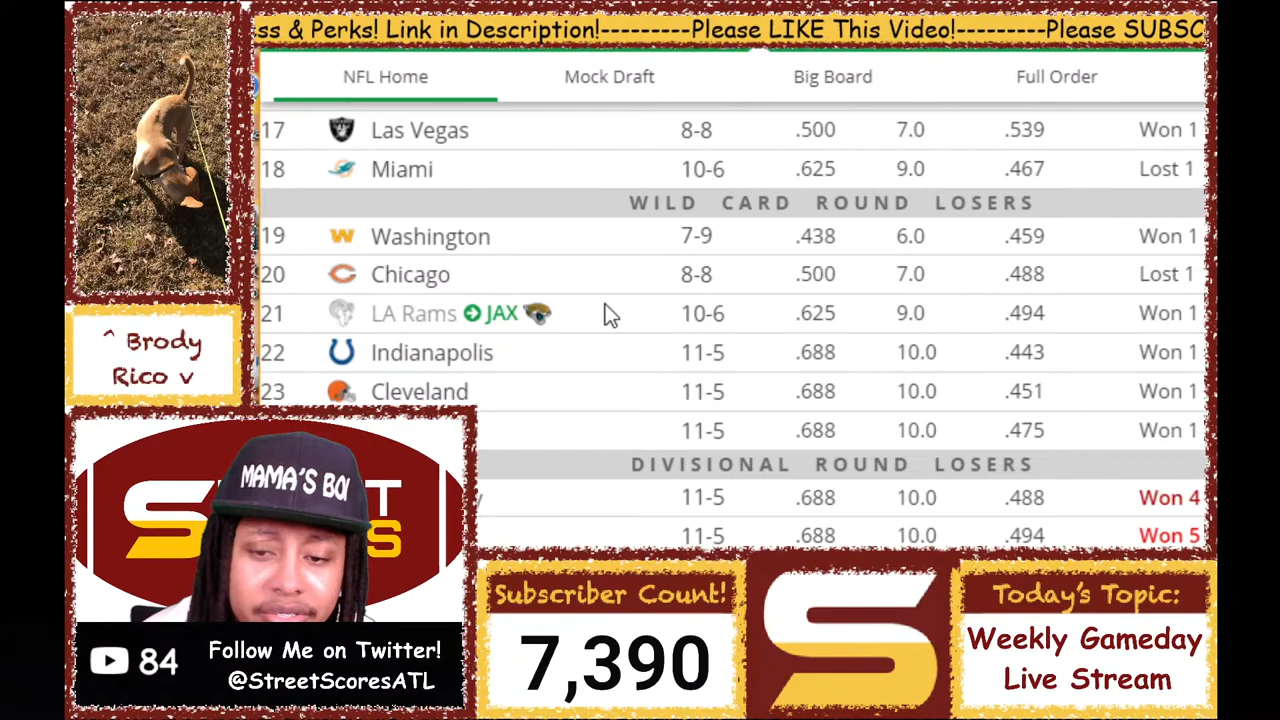 ss & Perks! Link in Description!---------Please LIKE This Video!---------Please SUBSC
NFL Home Mock Draft Big Board Full Order
17 Las Vegas 8-8 .500 7.0 .539 Won 1
18 Miami 10-6 .625 9.0 .467 Lost 1
WILD CARD ROUND LOSERS
19 Washington 7-9 .438 6.0 .459 Won 1
20 Chicago 8-8 .500 7.0 .488 Lost 1
21 LA Rams JAX 10-6 .625 9.0 .494 Won 1
22 Indianapolis 11-5 .688 10.0 .443 Won 1
23 Cleveland 11-5 .688 10.0 .451 Won 1
11-5 .688 10.0 .475 Won 1
DIVISIONAL ROUND LOSERS
11-5 .688 10.0 .488 Won 4
11-5 .688 10.0 .494 Won 5
^ Brody
Rico v
MAMA'S BOI
84
Follow Me on Twitter!
@StreetScoresATL
Subscriber Count!
7,390
S
Today's Topic:
Weekly Gameday
Live Stream